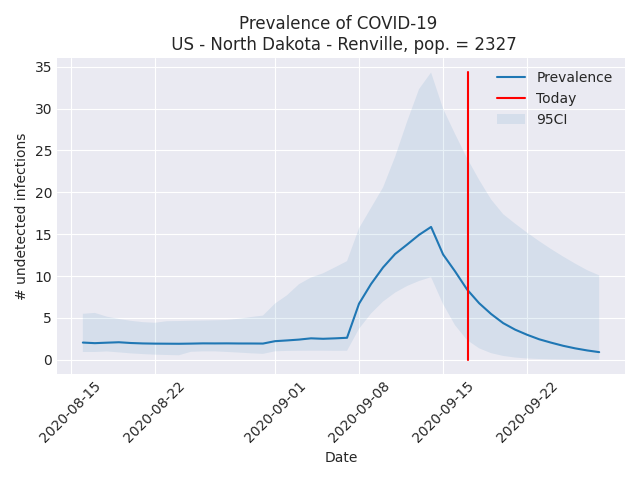 Prevalence of COVID-19
US - North Dakota - Renville, pop. = 2327
35
30
25
20
15
10
5
0
# undetected infections
Prevalence
Today
95CI
2020-08-15
2020-08-22
2020-09-01
2020-09-08
2020-09-15
2020-09-22
Date